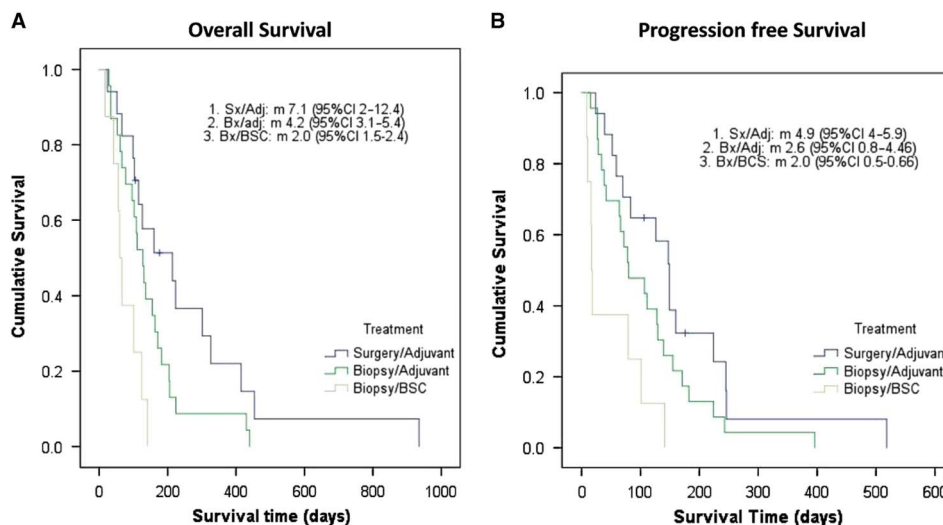 A
Overall Survival
1.0
0.8
0.6
0.4
0.2
0.0
Cumulative Survival
1. Sx/Adj: m 7.1 (95%CI 2–12.4)
2. Bx/adj: m 4.2 (95%CI 3.1–5.4)
3. Bx/BSC: m 2.0 (95%CI 1.5-2.4)
Treatment
Surgery/Adjuvant
Biopsy/Adjuvant
Biopsy/BSC
0 200 400 600 800 1000
Survival time (days)
B
Progression free Survival
1.0
0.8
0.6
0.4
0.2
0.0
Cumulative Survival
1. Sx/Adj: m 4.9 (95%CI 4–5.9)
2. Bx/Adj: m 2.6 (95%CI 0.8–4.46)
3. Bx/BCS: m 2.0 (95%CI 0.5-0.66)
Treatment
Surgery/Adjuvant
Biopsy/Adjuvant
Biopsy/BSC
0 100 200 300 400 500 600
Survival Time (days)